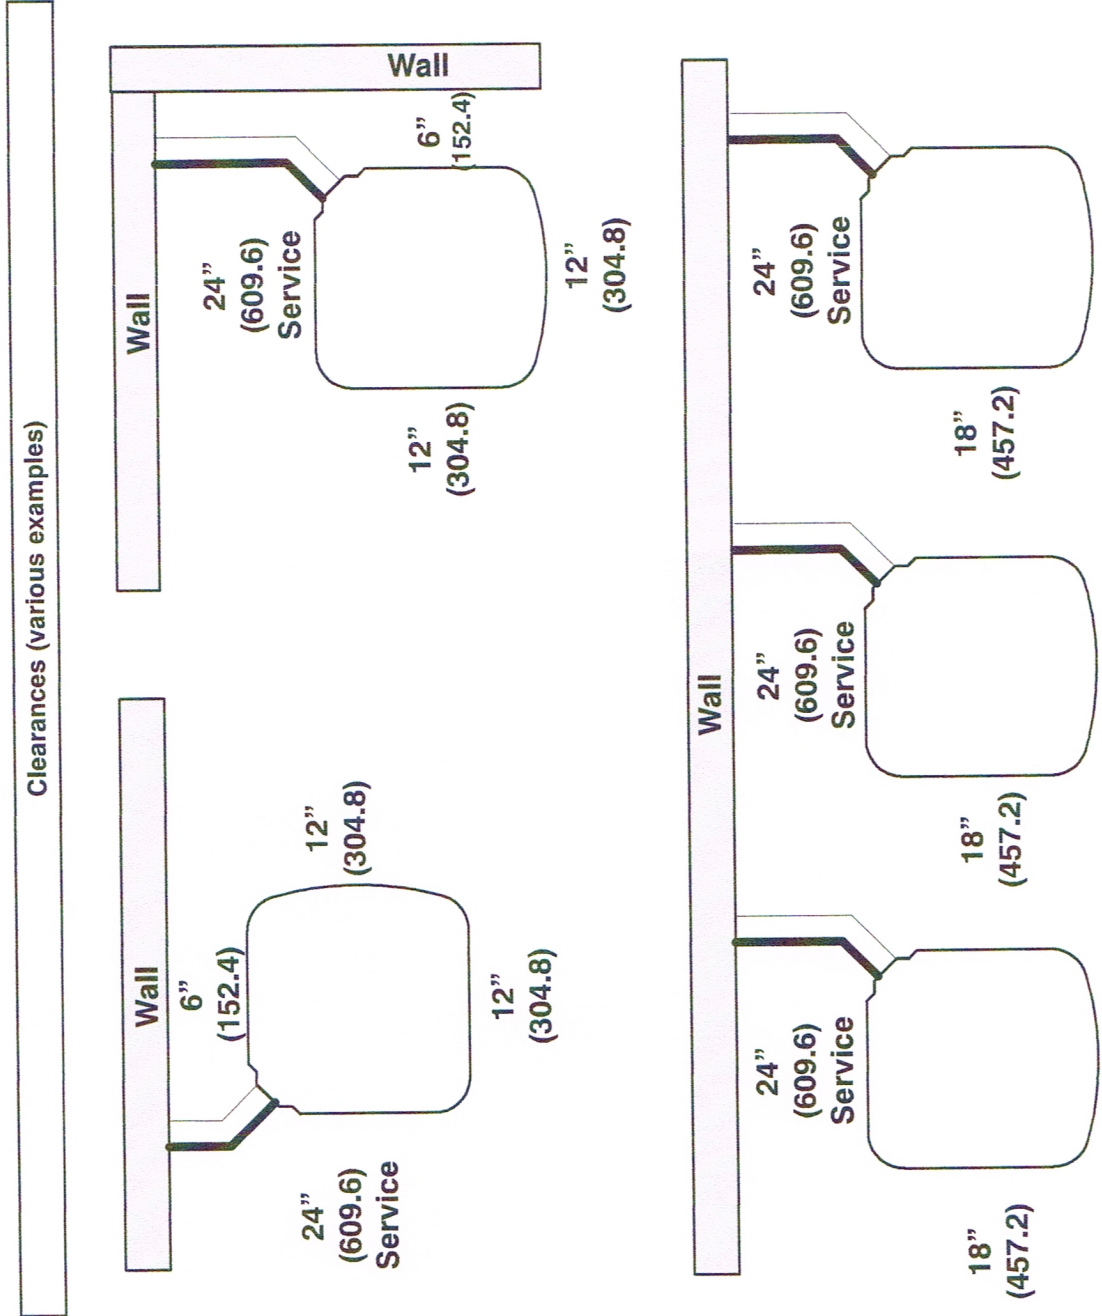 Clearances (various examples)
Wall
6”
(152.4)
12”
(304.8)
12”
(304.8)
24”
(609.6)
Service
Wall
Wall
24”
(609.6)
Service
6”
(152.4)
12”
(304.8)
12”
(304.8)
Wall
24”
(609.6)
Service
18”
(457.2)
24”
(609.6)
Service
18”
(457.2)
24”
(609.6)
Service
18”
(457.2)